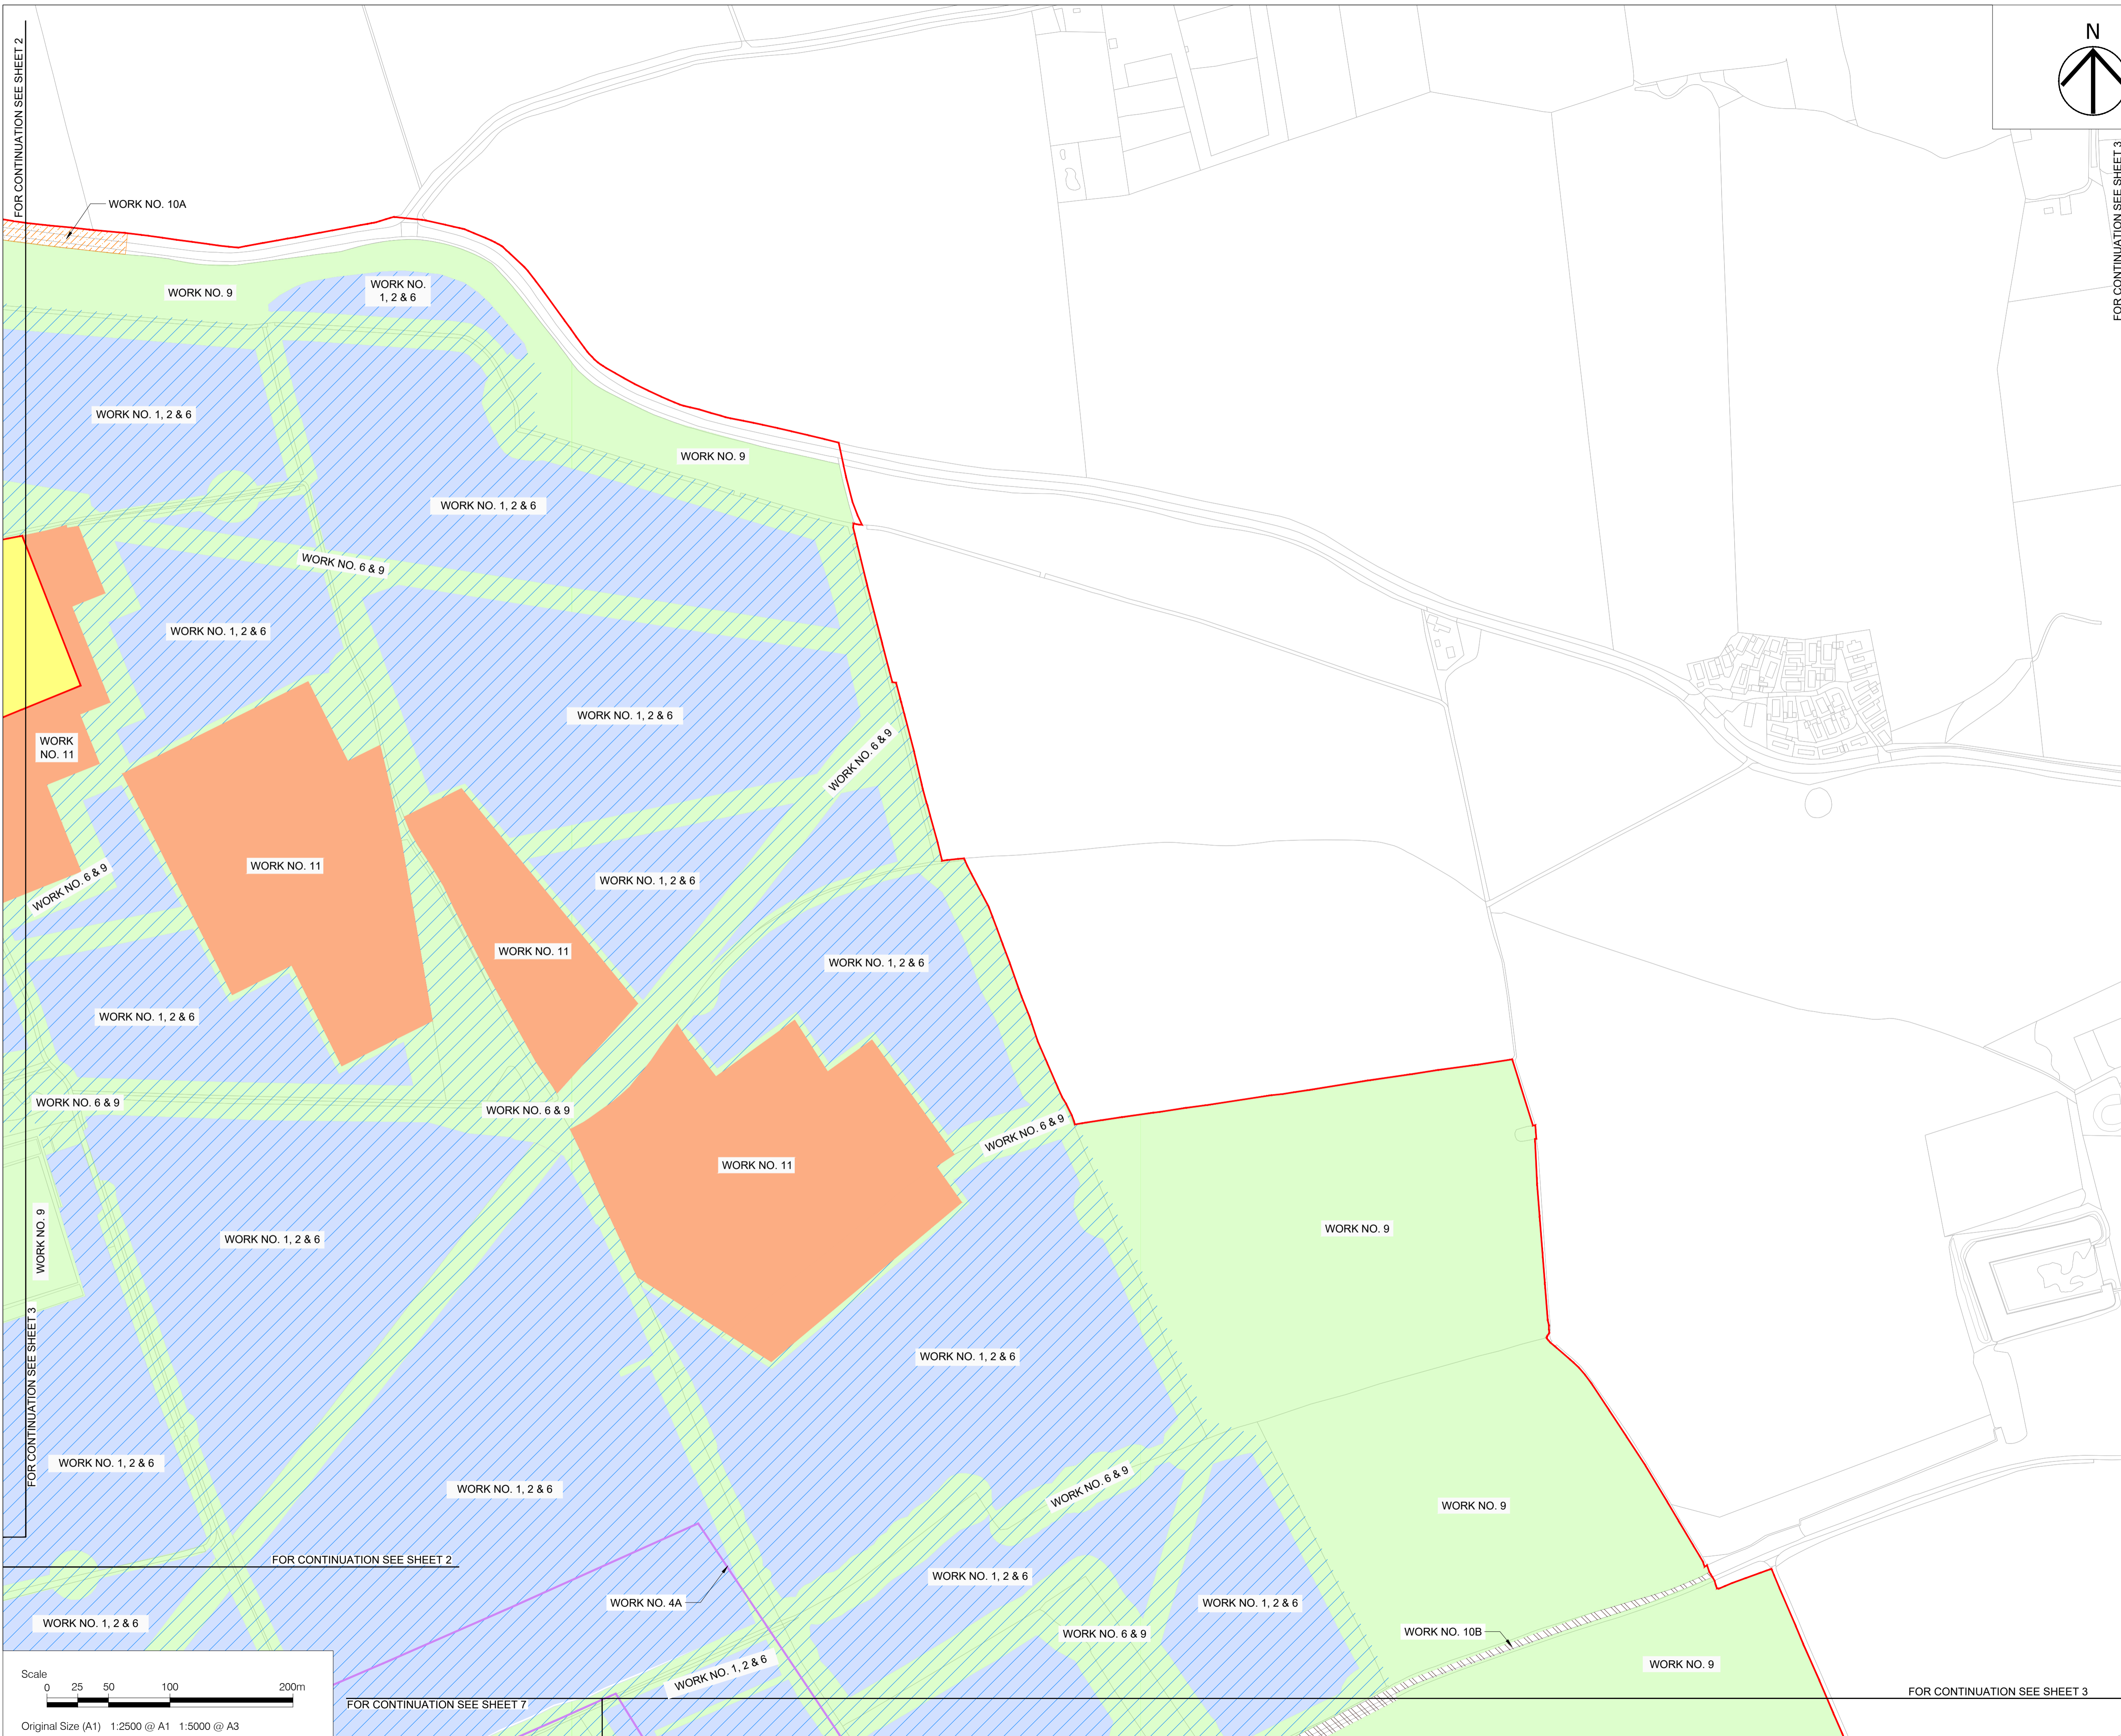 N
FOR CONTINUATION SEE SHEET 2
FOR CONTINUATION SEE SHEET 3
WORK NO. 10A
WORK NO. 9
WORK NO.
1, 2 & 6
WORK NO. 1, 2 & 6
WORK NO. 9
WORK NO. 1, 2 & 6
WORK NO. 6 & 9
WORK NO. 1, 2 & 6
WORK NO. 1, 2 & 6
WORK
NO. 11
WORK NO. 6 & 9
WORK NO. 11
WORK NO. 6 & 9
WORK NO. 1, 2 & 6
WORK NO. 11
WORK NO. 1, 2 & 6
WORK NO. 1, 2 & 6
WORK NO. 6 & 9
WORK NO. 6 & 9
WORK NO. 6 & 9
WORK NO. 11
WORK NO. 9
WORK NO. 9
WORK NO. 1, 2 & 6
FOR CONTINUATION SEE SHEET 3
WORK NO. 1, 2 & 6
WORK NO. 1, 2 & 6
WORK NO. 1, 2 & 6
WORK NO. 6 & 9
WORK NO. 9
FOR CONTINUATION SEE SHEET 2
WORK NO. 1, 2 & 6
WORK NO. 4A
WORK NO. 1, 2 & 6
WORK NO. 1, 2 & 6
WORK NO. 6 & 9
WORK NO. 10B
WORK NO. 1, 2 & 6
WORK NO. 9
FOR CONTINUATION SEE SHEET 3
FOR CONTINUATION SEE SHEET 7
Scale
0 25 50 100 200m
Original Size (A1) 1:2500 @ A1 1:5000 @ A3